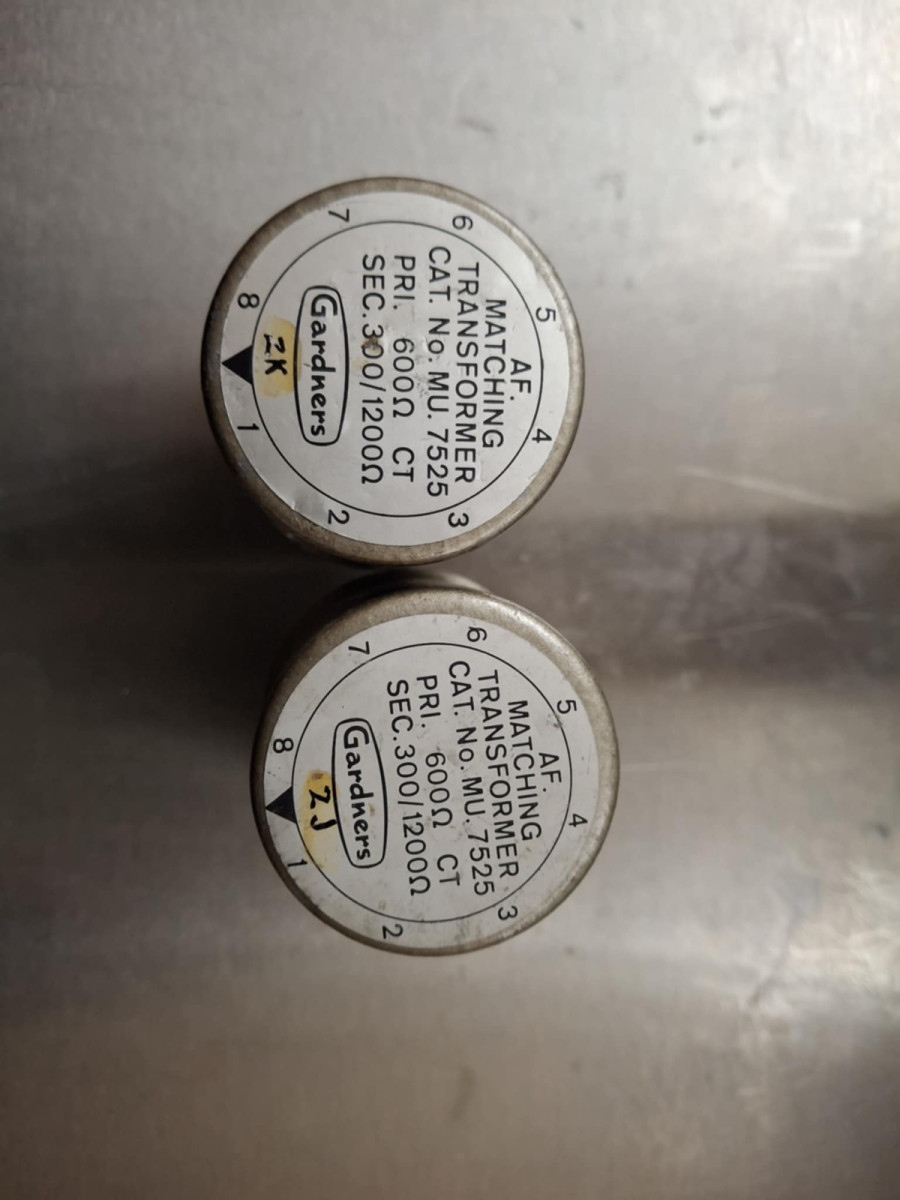 AF.
MATCHING
TRANSFORMER
CAT. No. MU. 7525
PRI. 600Ω CT
SEC. 300/1200Ω
Gardners
2K
1
2
3
4
5
6
7
8
AF.
MATCHING
TRANSFORMER
CAT. No. MU. 7525
PRI. 600Ω CT
SEC. 300/1200Ω
Gardners
2J
1
2
3
4
5
6
7
8